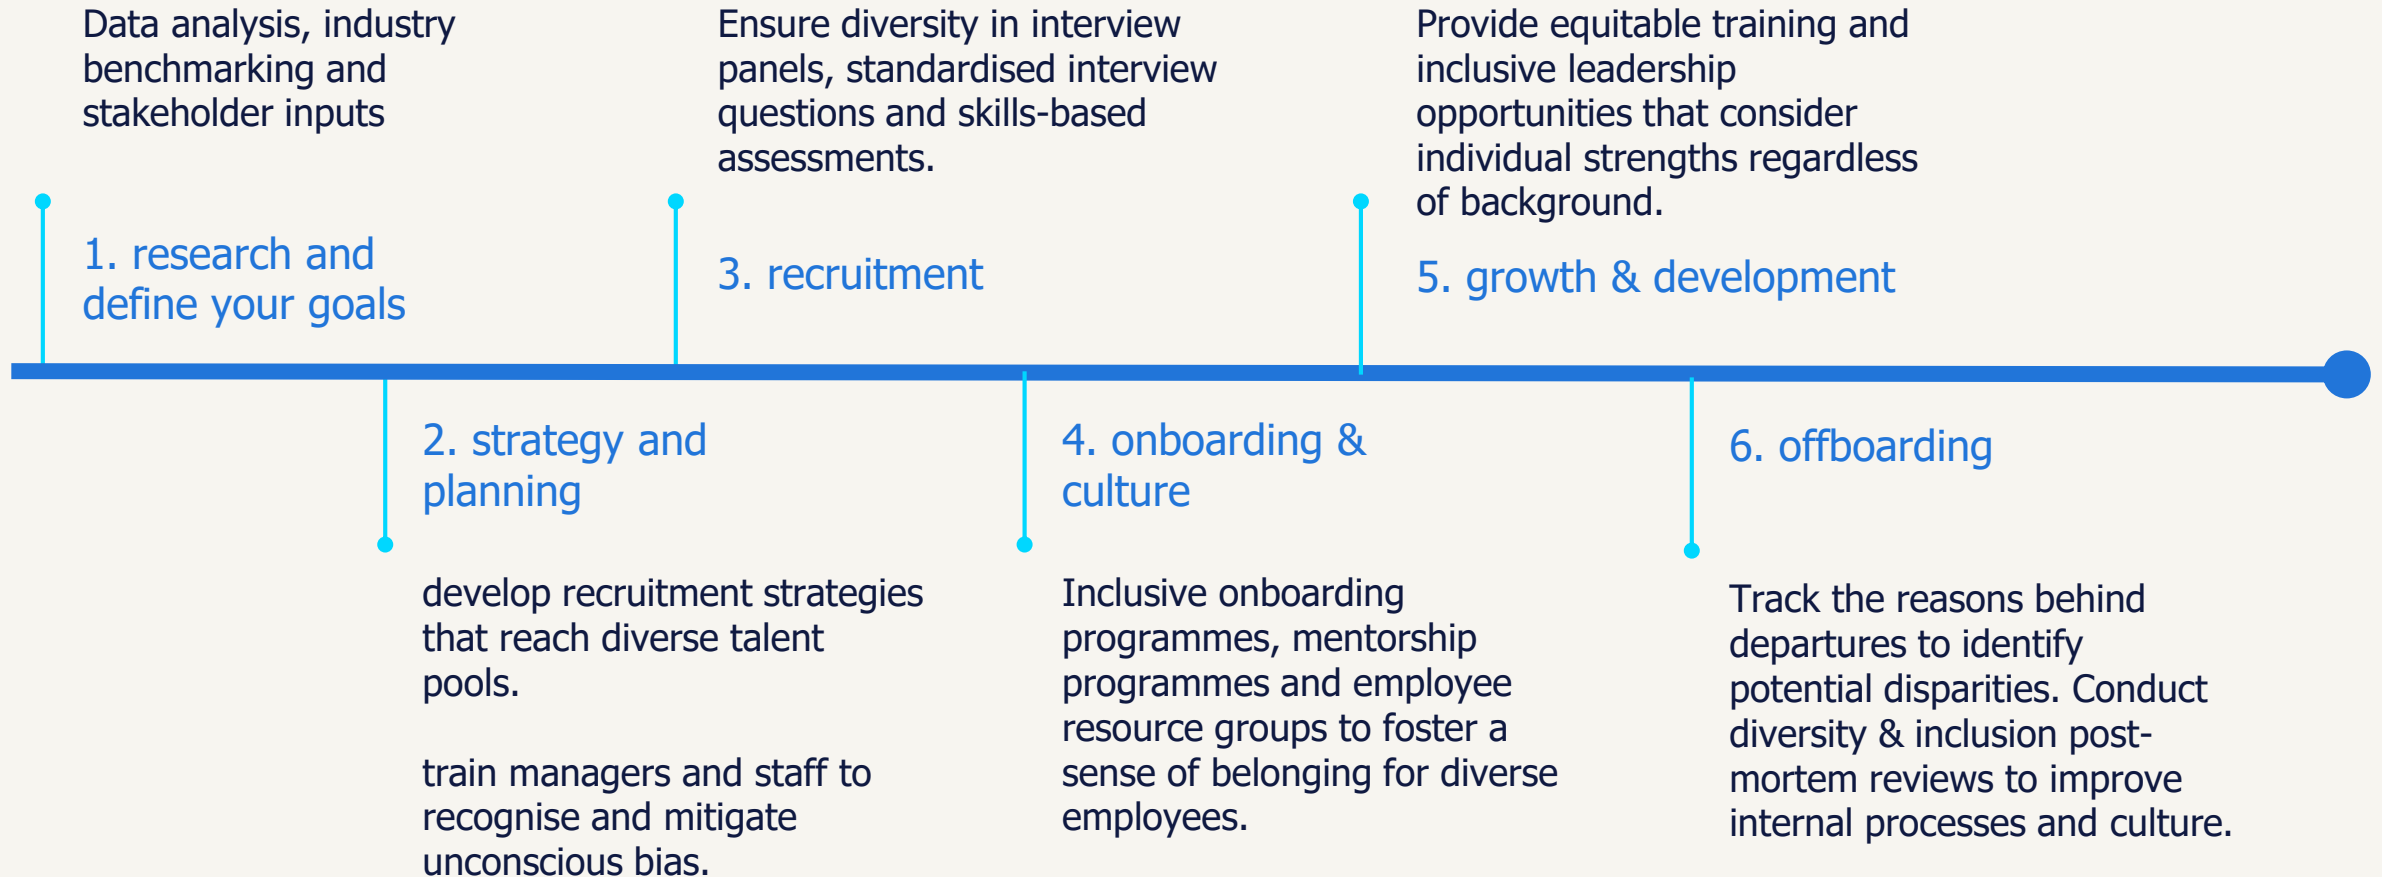 Data analysis, industry
benchmarking and
stakeholder inputs
1. research and
define your goals
2. strategy and
planning
develop recruitment strategies
that reach diverse talent
pools.
train managers and staff to
recognise and mitigate
unconscious bias.
Ensure diversity in interview
panels, standardised interview
questions and skills-based
assessments.
3. recruitment
4. onboarding &
culture
Inclusive onboarding
programmes, mentorship
programmes and employee
resource groups to foster a
sense of belonging for diverse
employees.
Provide equitable training and
inclusive leadership
opportunities that consider
individual strengths regardless
of background.
5. growth & development
6. offboarding
Track the reasons behind
departures to identify
potential disparities. Conduct
diversity & inclusion post-
mortem reviews to improve
internal processes and culture.